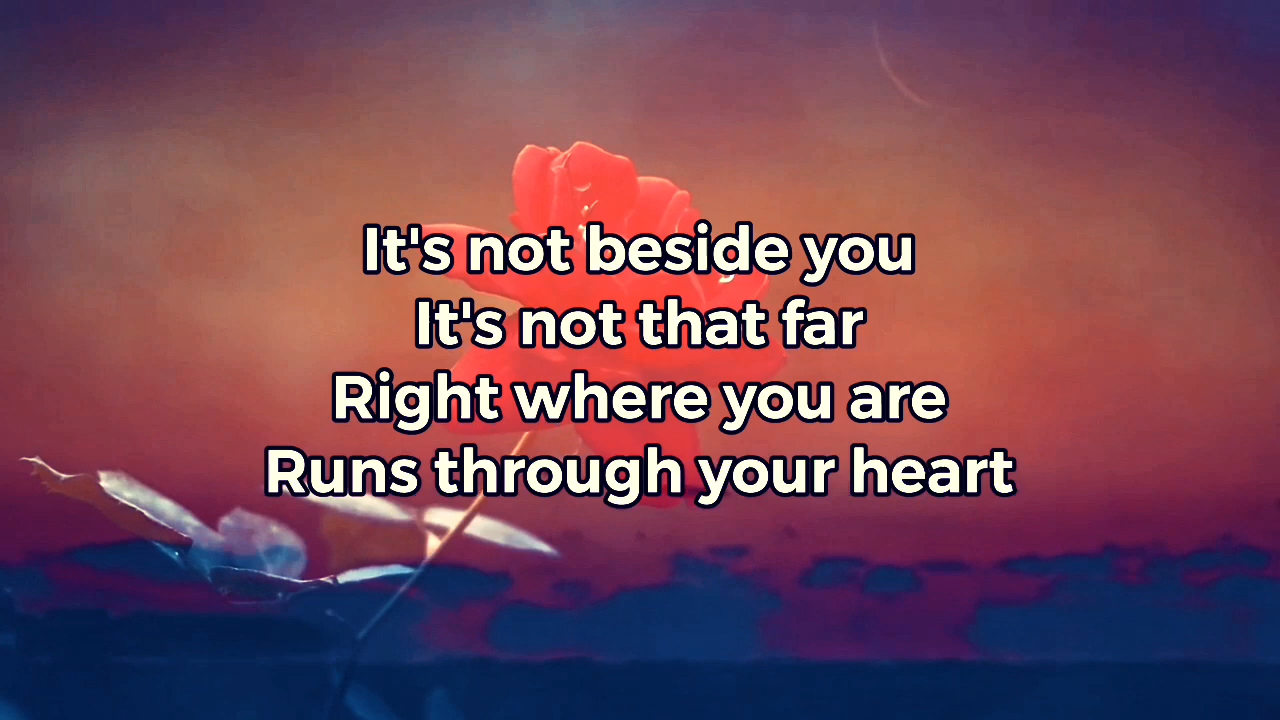 It's not beside you
It's not that far
Right where you are
Runs through your heart